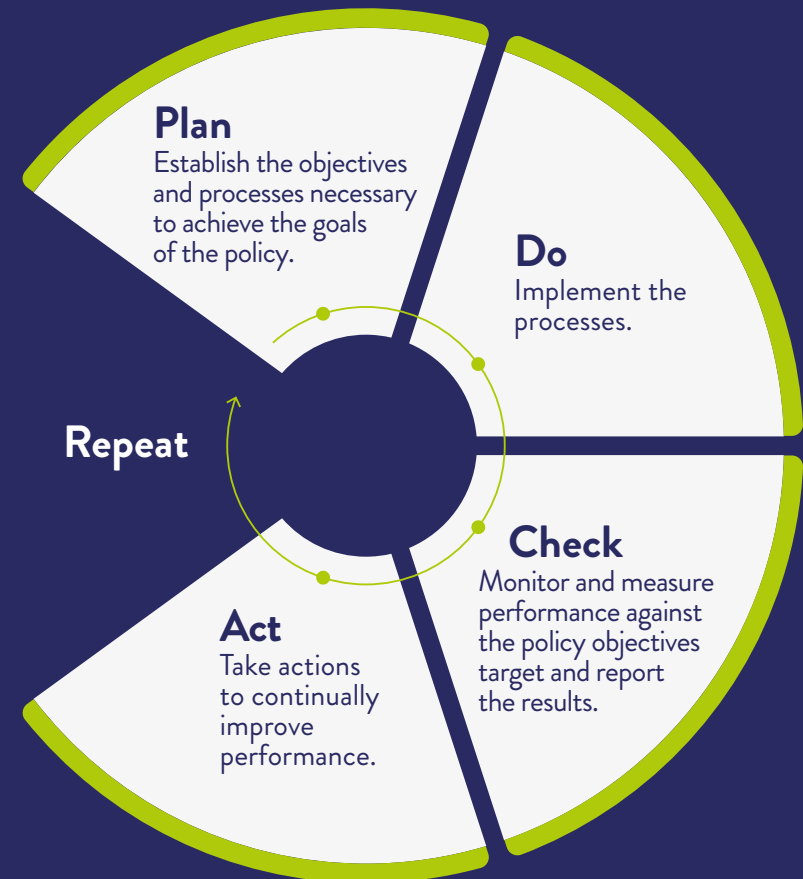 Plan
Establish the objectives
and processes necessary
to achieve the goals
of the policy.
Do
Implement the
processes.
Check
Monitor and measure
performance against
the policy objectives
target and report
the results.
Act
Take actions
to continually
improve
performance.
Repeat